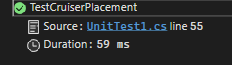 TestCruiserPlacement
Source: UnitTest1.cs line 55
Duration: 59 ms